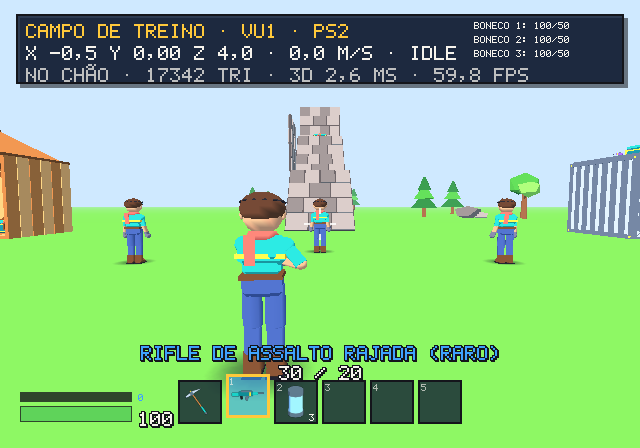 CAMPO DE TREINO · VU1 · PS2
X -0,5 Y 0,00 Z 4,0 · 0,0 M/S · IDLE
NO CHÃO · 17342 TRI · 3D 2,6 MS · 59,8 FPS
BONECO 1: 100/50
BONECO 2: 100/50
BONECO 3: 100/50
RIFLE DE ASSALTO RAJADA (RARO)
30 / 20
0
100
1
2
3
3
4
5